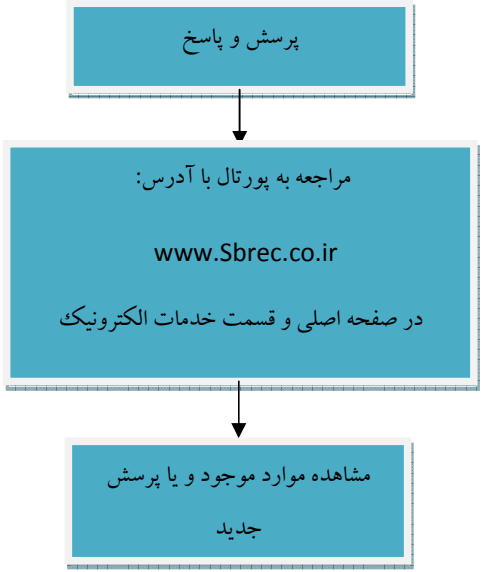 پرسش و پاسخ
مراجعه به پورتال با آدرس:
www.Sbrec.co.ir
در صفحه اصلی و قسمت خدمات الکترونیک
مشاهده موارد موجود و یا پرسش
جدید